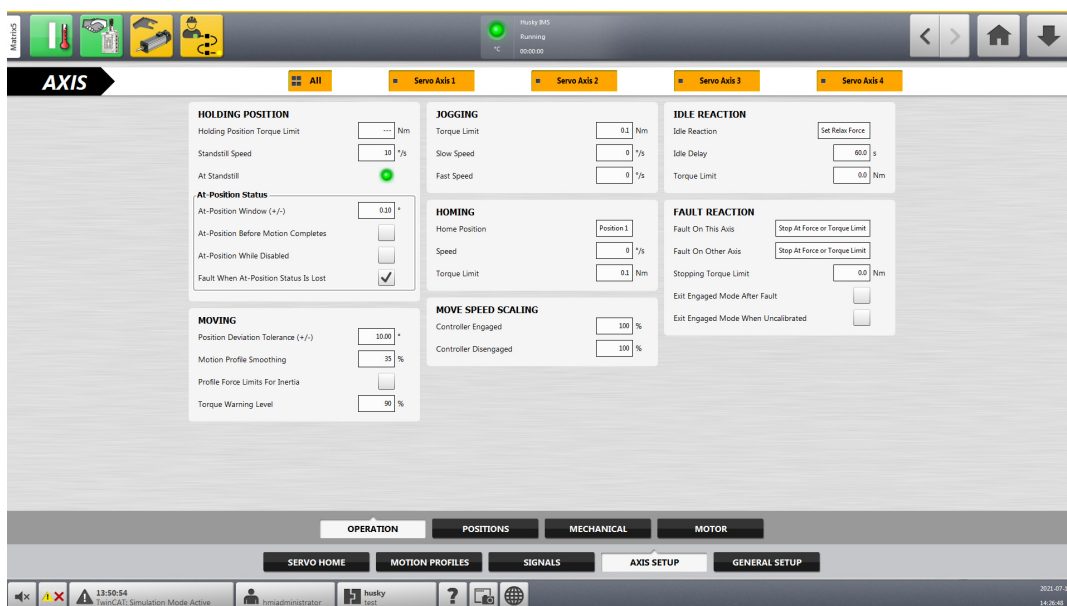 Matrix5
Husky IMS
Running
°C 00:00:00
AXIS
All
Servo Axis 1
Servo Axis 2
Servo Axis 3
Servo Axis 4
HOLDING POSITION
Holding Position Torque Limit --- Nm
Standstill Speed 10 °/s
At Standstill
At-Position Status
At-Position Window (+/-) 0.10 °
At-Position Before Motion Completes
At-Position While Disabled
Fault When At-Position Status Is Lost
MOVING
Position Deviation Tolerance (+/-) 10.00 °
Motion Profile Smoothing 35 %
Profile Force Limits For Inertia
Torque Warning Level 90 %
JOGGING
Torque Limit 0.1 Nm
Slow Speed 0 °/s
Fast Speed 0 °/s
HOMING
Home Position Position 1
Speed 0 °/s
Torque Limit 0.1 Nm
MOVE SPEED SCALING
Controller Engaged 100 %
Controller Disengaged 100 %
IDLE REACTION
Idle Reaction Set Relax Force
Idle Delay 60.0 s
Torque Limit 0.0 Nm
FAULT REACTION
Fault On This Axis Stop At Force or Torque Limit
Fault On Other Axis Stop At Force or Torque Limit
Stopping Torque Limit 0.0 Nm
Exit Engaged Mode After Fault
Exit Engaged Mode When Uncalibrated
OPERATION POSITIONS MECHANICAL MOTOR
SERVO HOME MOTION PROFILES SIGNALS AXIS SETUP GENERAL SETUP
13:50:54
TwinCAT: Simulation Mode Active
hmiadministrator
husky
test
?
14:26:48